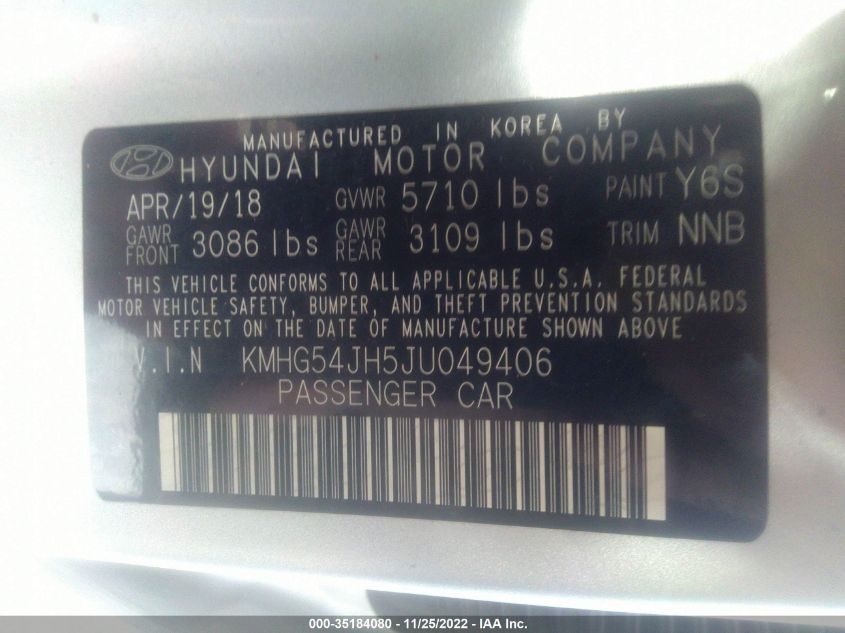 MANUFACTURED IN KOREA BY
HYUNDAI MOTOR COMPANY
APR/19/18 GVWR 5710 lbs PAINT Y6S
GAWR FRONT 3086 lbs GAWR REAR 3109 lbs TRIM NNB
THIS VEHICLE CONFORMS TO ALL APPLICABLE U.S.A. FEDERAL
MOTOR VEHICLE SAFETY, BUMPER, AND THEFT PREVENTION STANDARDS
IN EFFECT ON THE DATE OF MANUFACTURE SHOWN ABOVE
V.I.N KMHG54JH5JU049406
PASSENGER CAR
000-35184080 - 11/25/2022 - IAA Inc.